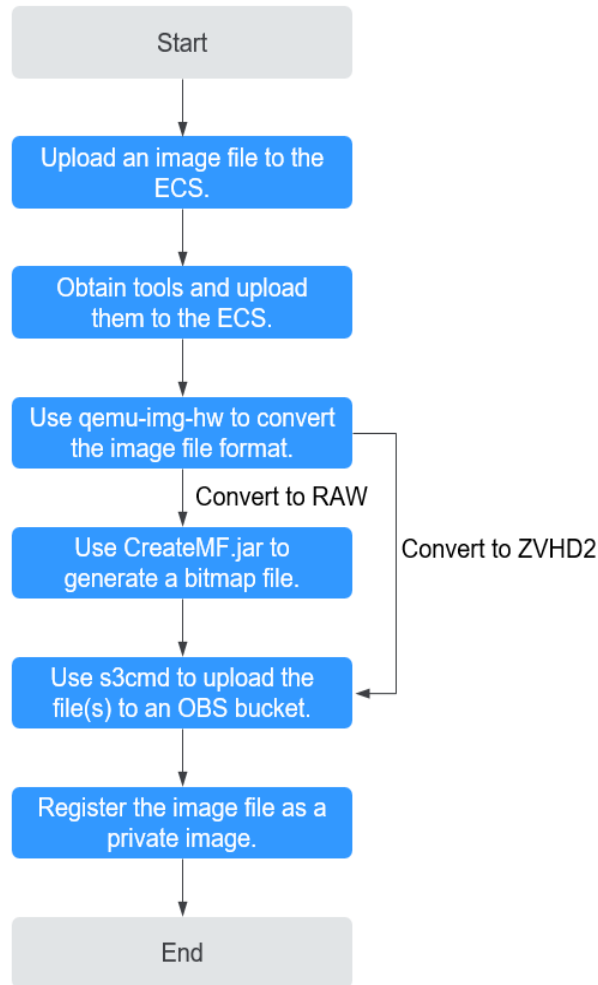 Start
Upload an image file to the
ECS.
Obtain tools and upload
them to the ECS.
Use qemu-img-hw to convert
the image file format.
Convert to RAW
Use CreateMF.jar to
generate a bitmap file.
Convert to ZVHD2
Use s3cmd to upload the
file(s) to an OBS bucket.
Register the image file as a
private image.
End